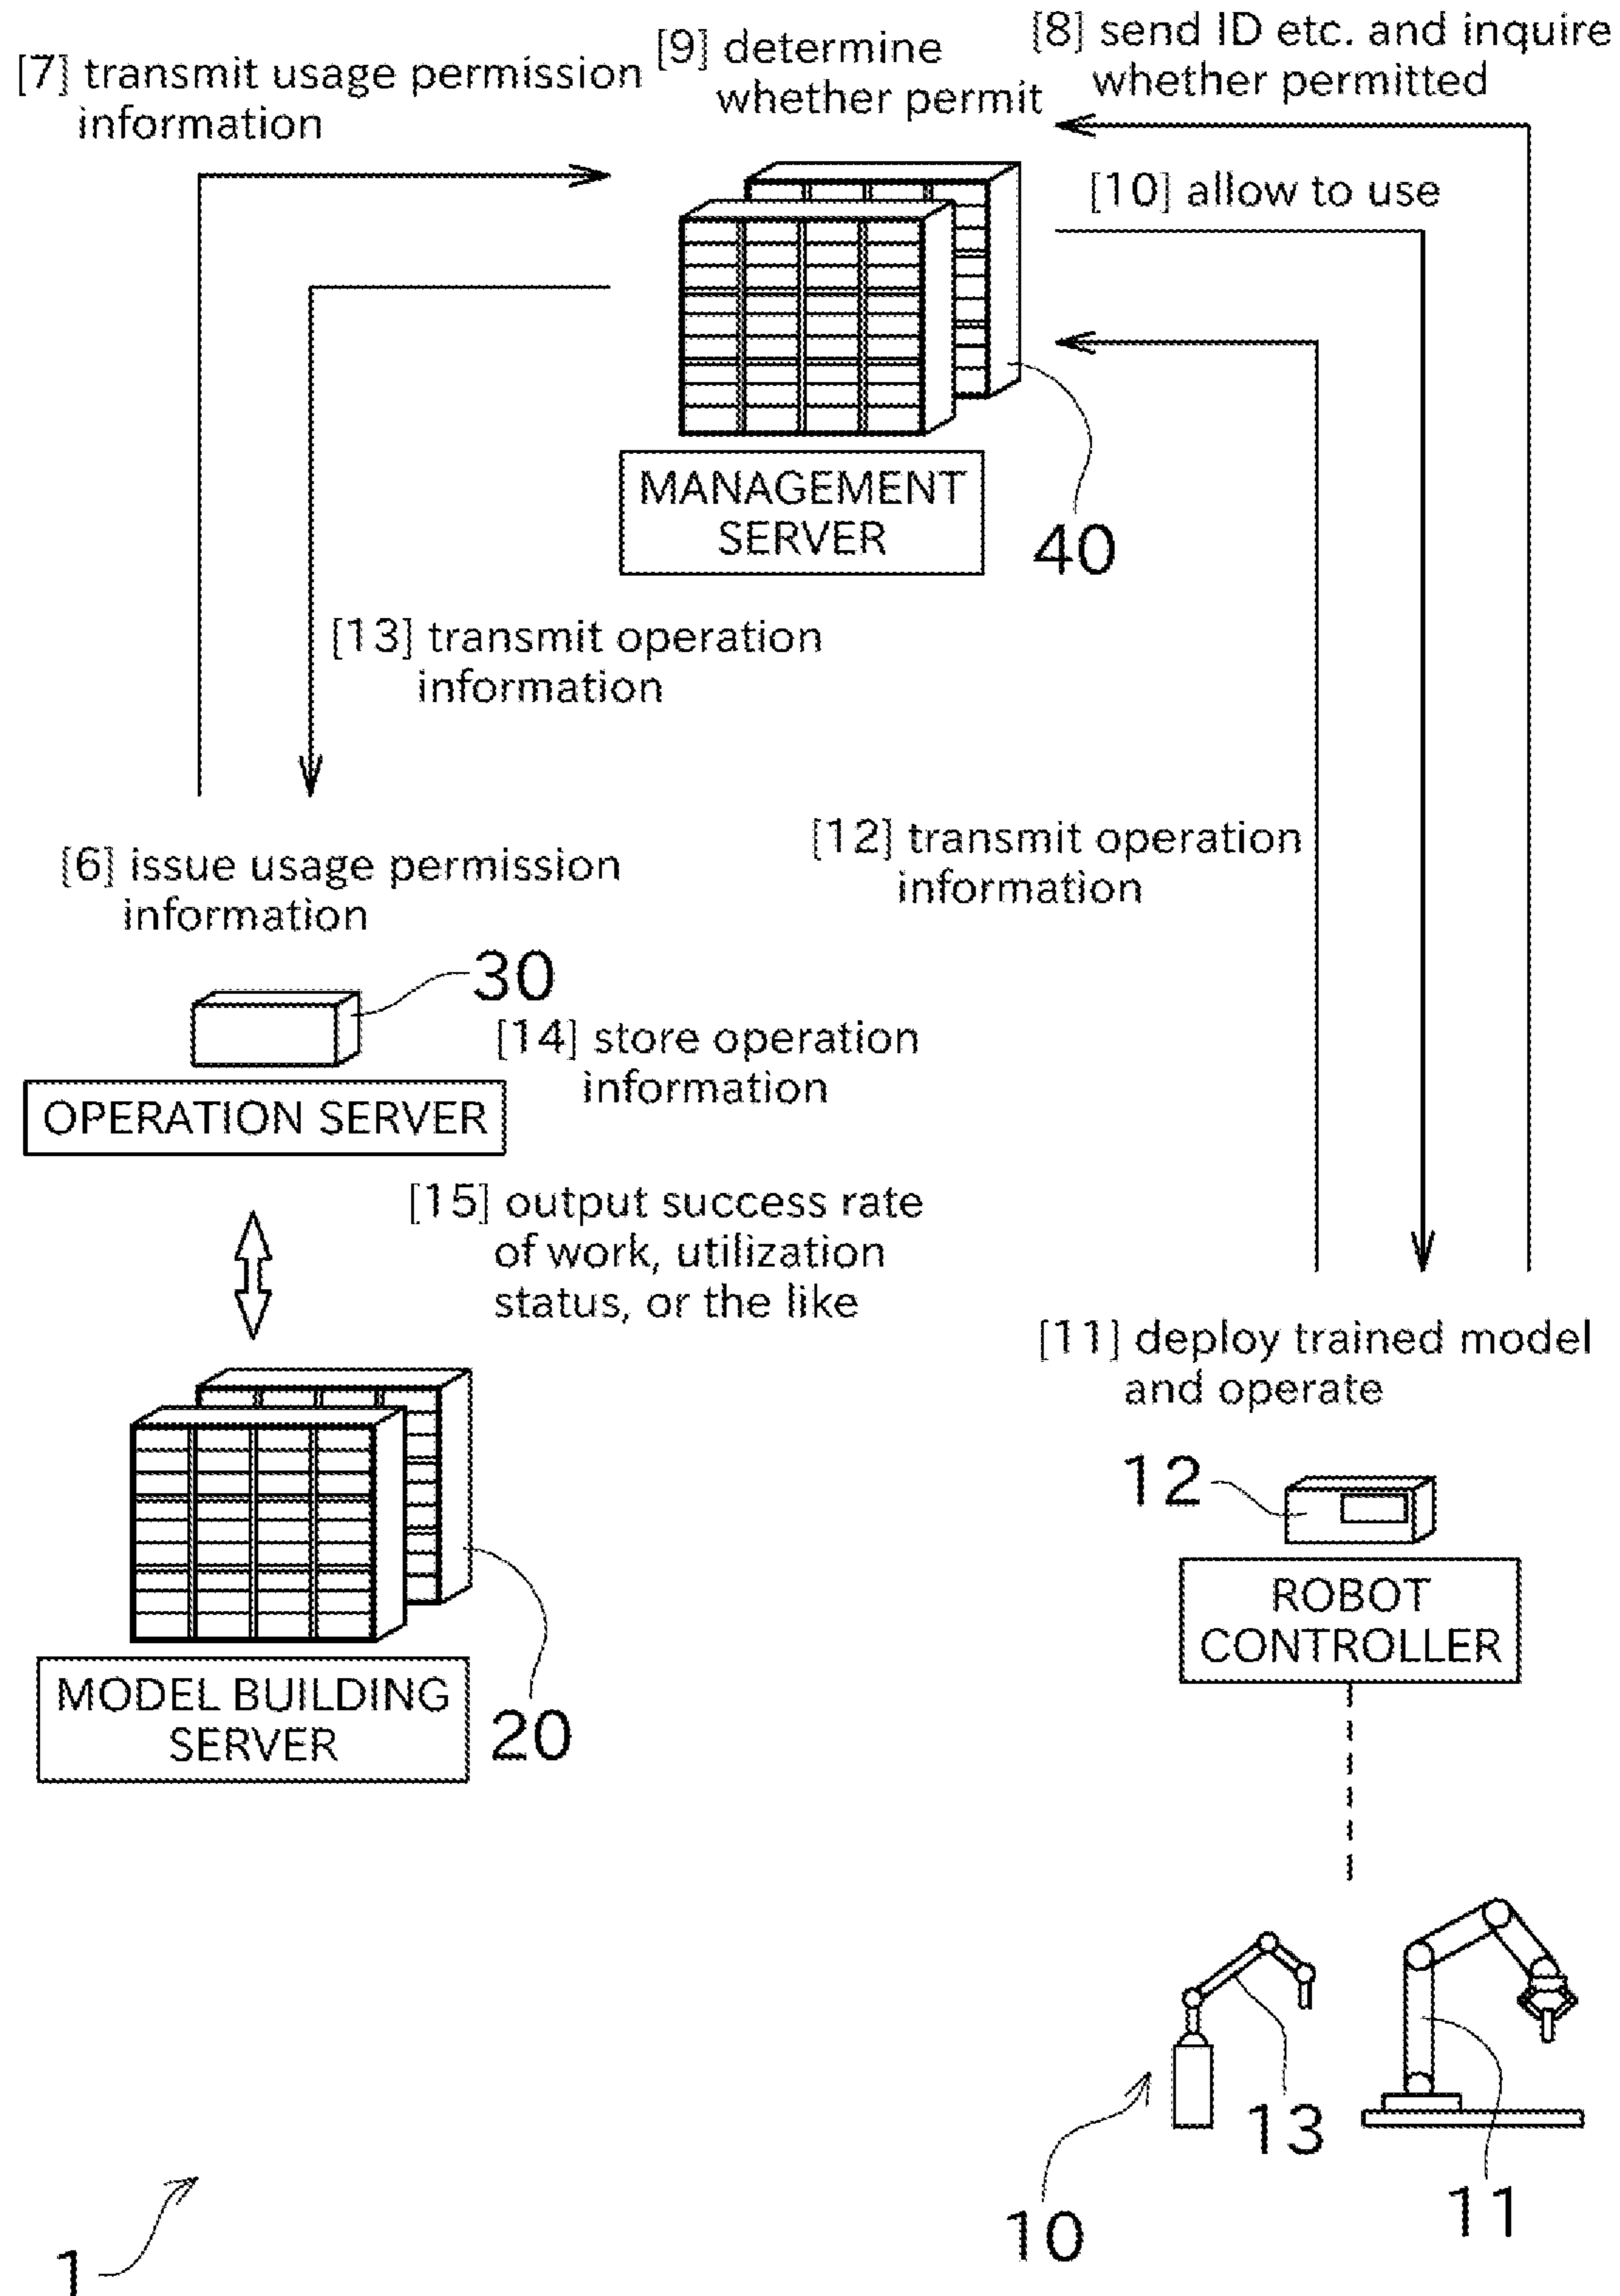 [7] transmit usage permission
information
[9] determine
whether permit
[8] send ID etc. and inquire
whether permitted
[10] allow to use
MANAGEMENT
SERVER
40
[13] transmit operation
information
[12] transmit operation
information
[6] issue usage permission
information
30
[14] store operation
information
OPERATION SERVER
[15] output success rate
of work, utilization
status, or the like
[11] deploy trained model
and operate
12
ROBOT
CONTROLLER
MODEL BUILDING
SERVER
20
13
11
10
1